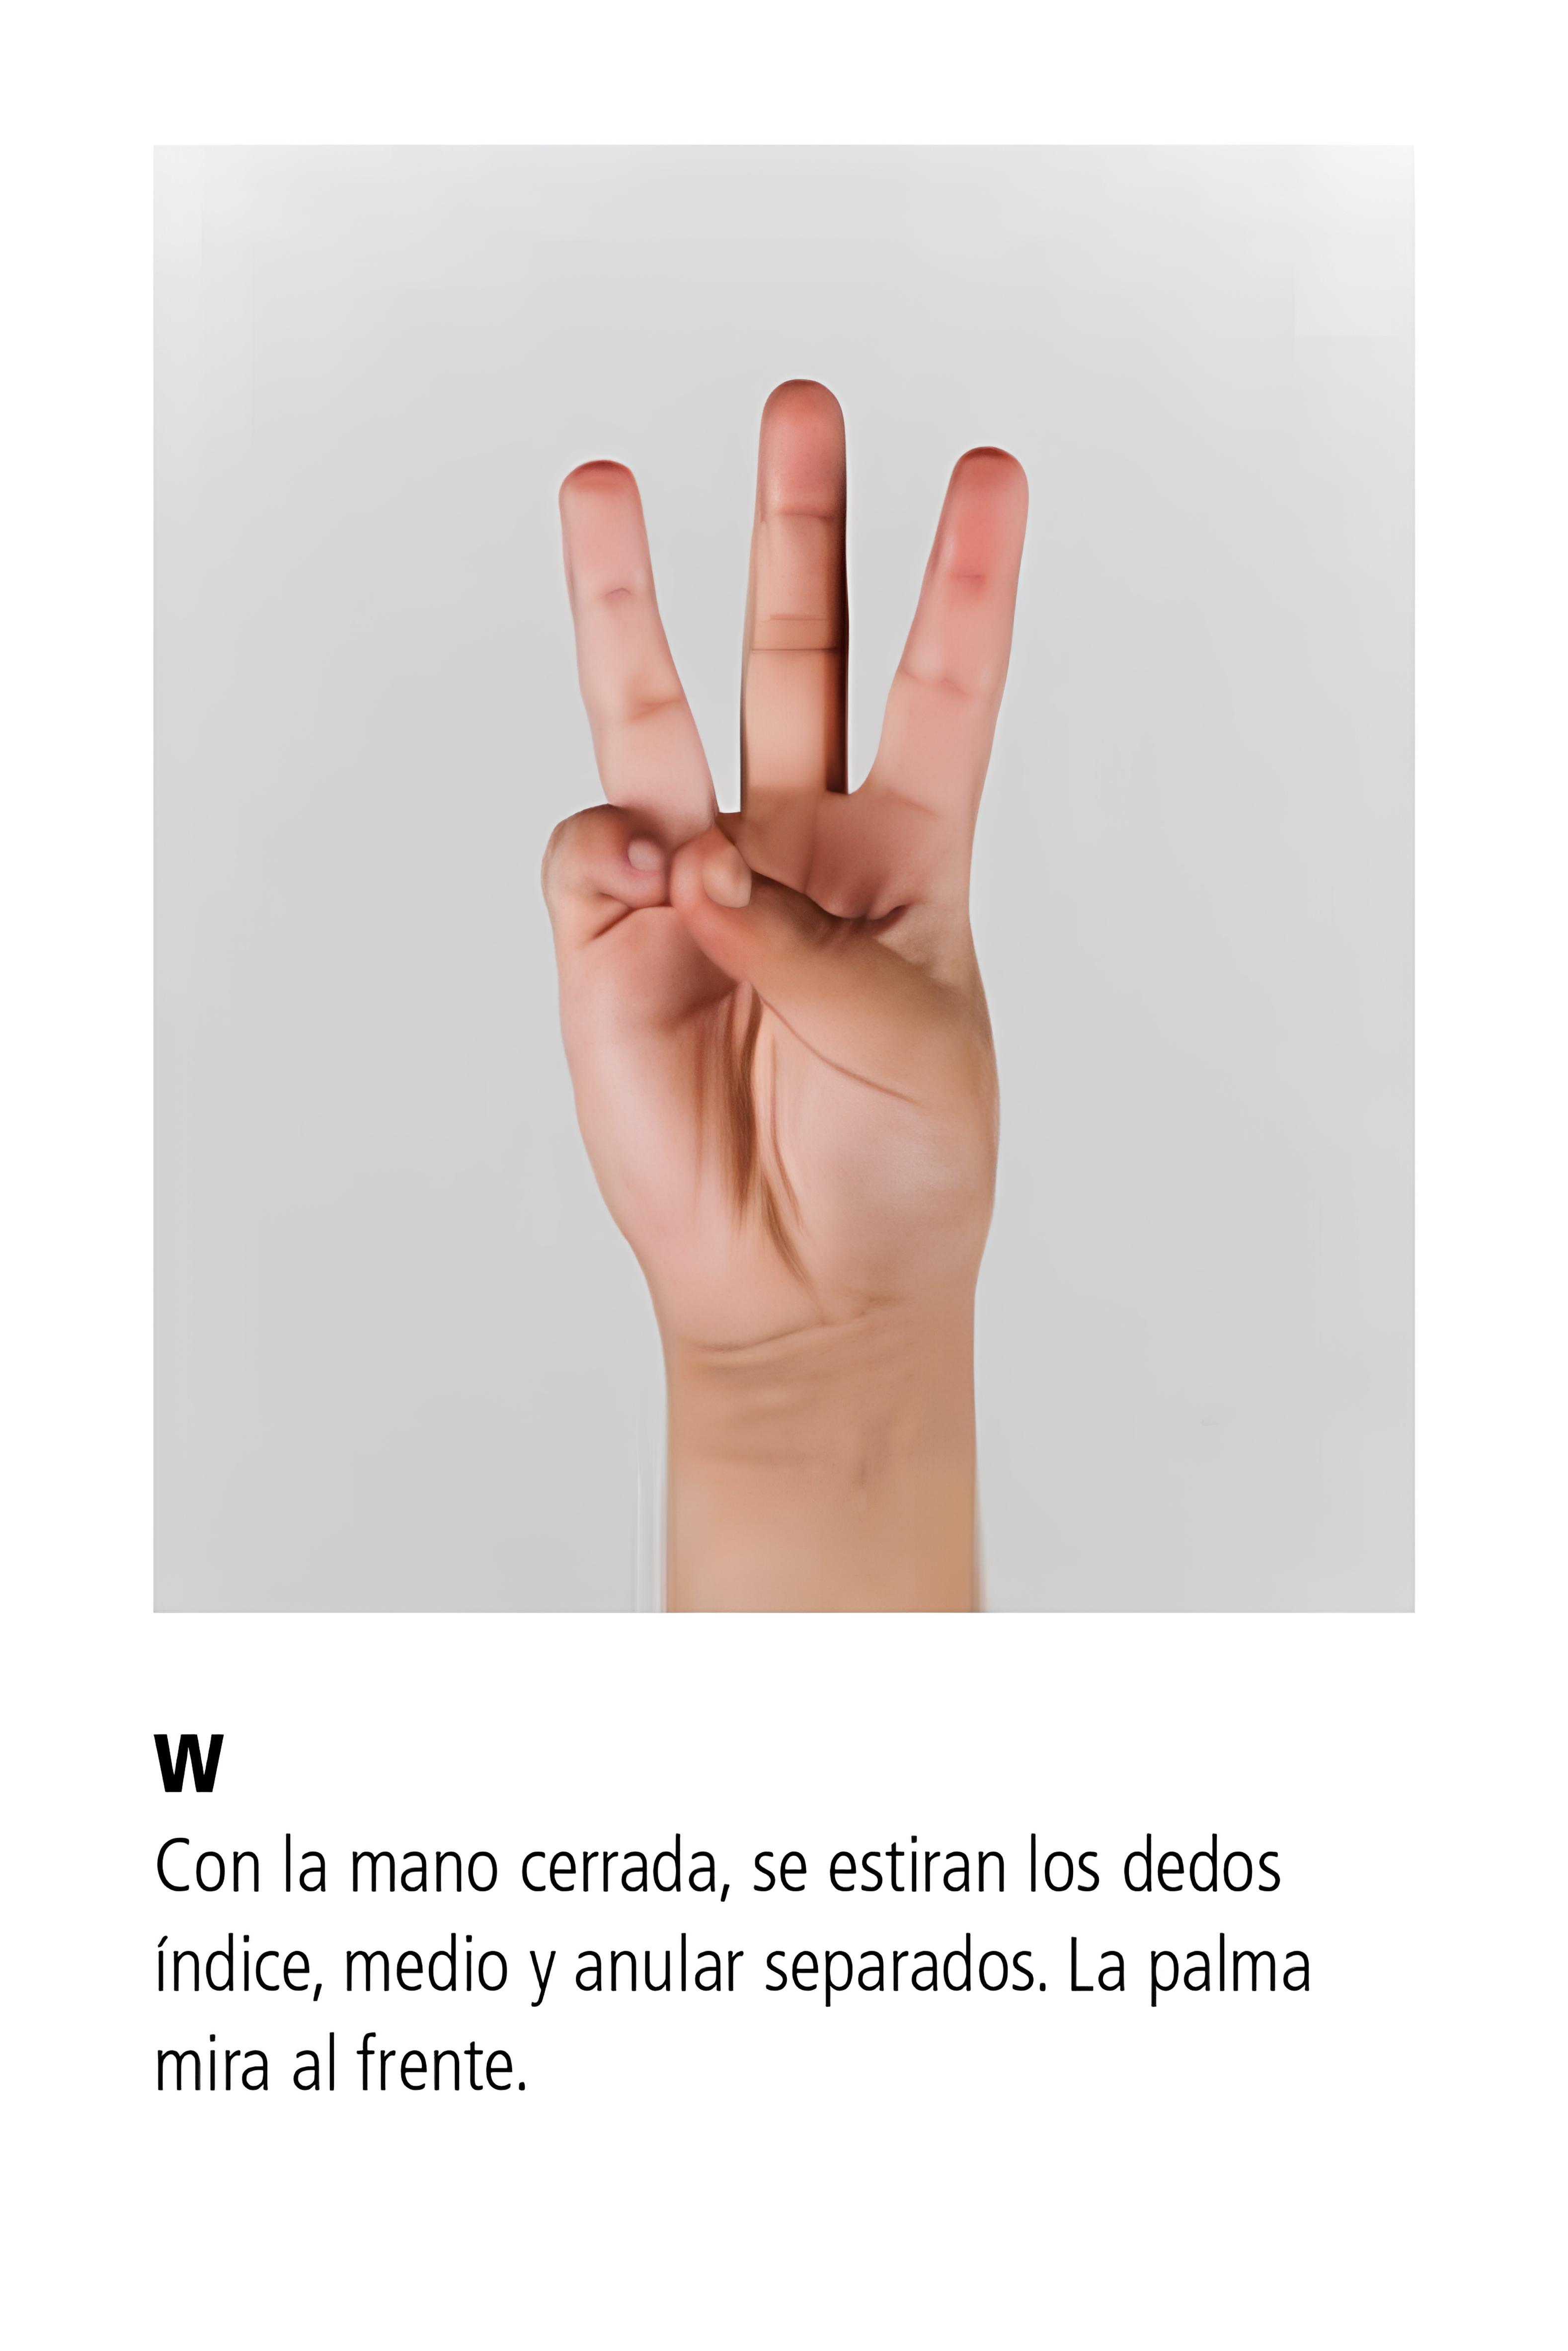 W
Con la mano cerrada, se estiran los dedos
índice, medio y anular separados. La palma
mira al frente.